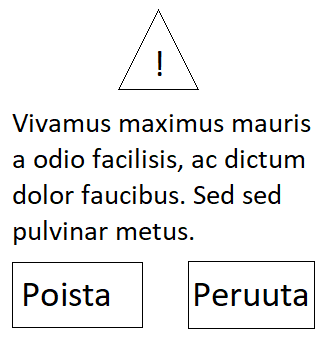 !
Vivamus maximus mauris
a odio facilisis, ac dictum
dolor faucibus. Sed sed
pulvinar metus.
Poista Peruuta